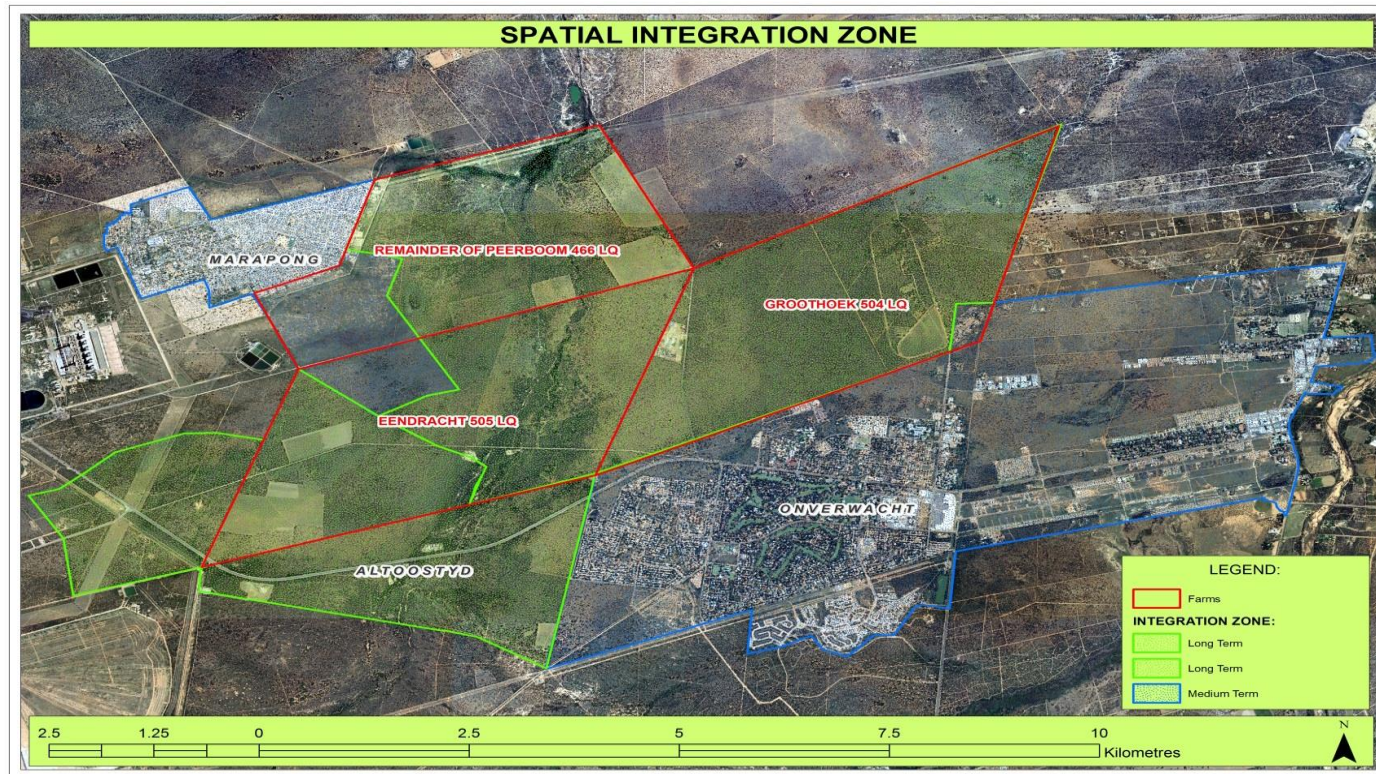 SPATIAL INTEGRATION ZONE
MARAPONG
REMAINDER OF PEERBOOM 466 LQ
GROOTHOEK 504 LQ
EENDRACHT 505 LQ
ONVERWACHT
ALTOOSTYD
LEGEND:
Farms
INTEGRATION ZONE:
Long Term
Long Term
Medium Term
2.5 1.25 0 2.5 5 7.5 10
Kilometres
N